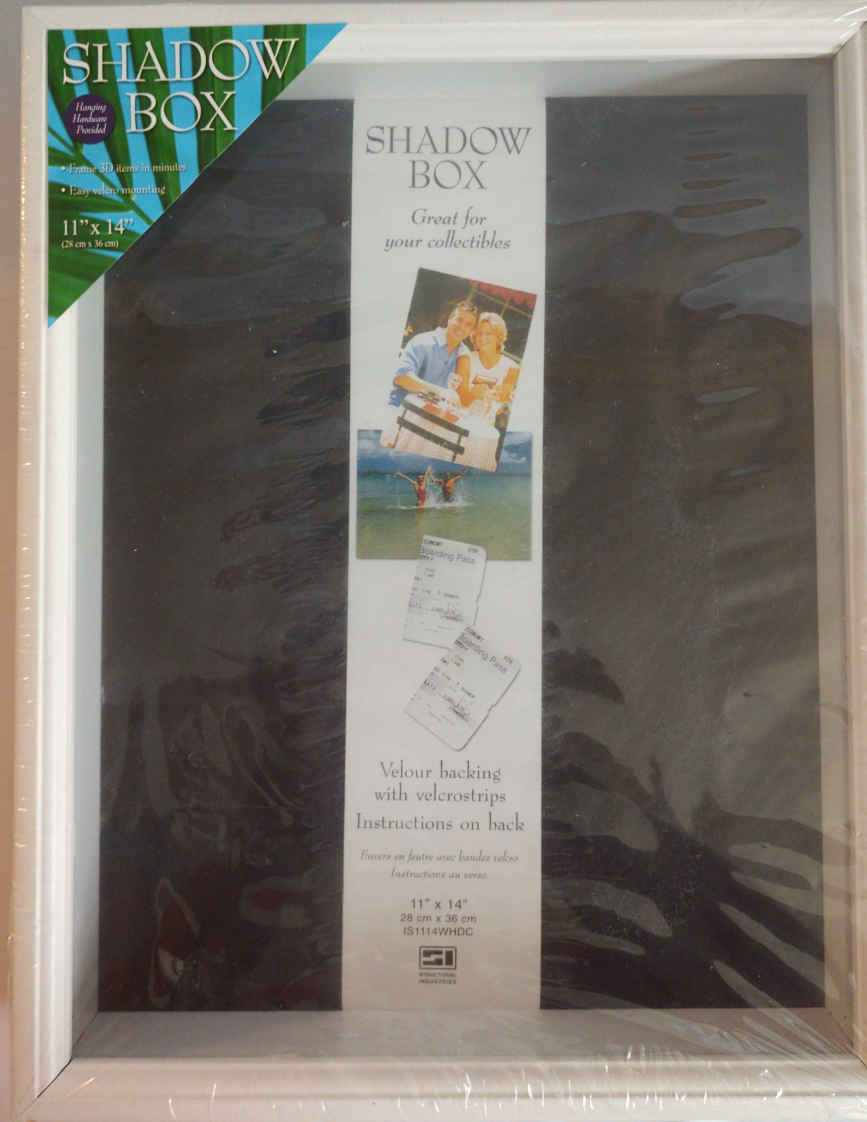 SHADOW
BOX
Hanging
Hardware
Provided
• Frame 3D items in minutes
• Easy velcro mounting
11" x 14"
(28 cm x 36 cm)
SHADOW
BOX
Great for
your collectibles
Boarding Pass
Boarding Pass
Velour backing
with velcrostrips
Instructions on back
Envers en feutre avec bandes velcro
Instructions au verso
11" x 14"
28 cm x 36 cm
IS1114WHDC
SI
STRUCTURAL
INDUSTRIES